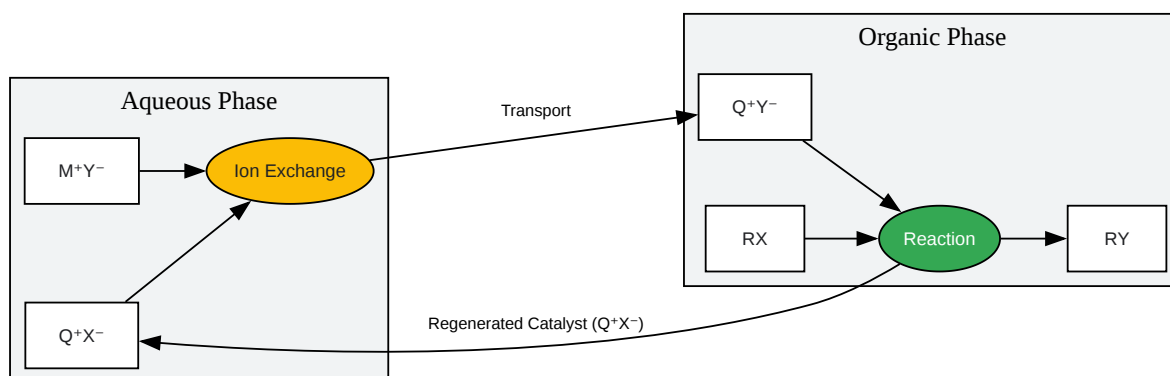 Organic Phase
Aqueous Phase
Transport
Q⁺Y⁻
M⁺Y⁻
Ion Exchange
RX
Reaction
RY
Regenerated Catalyst (Q⁺X⁻)
Q⁺X⁻